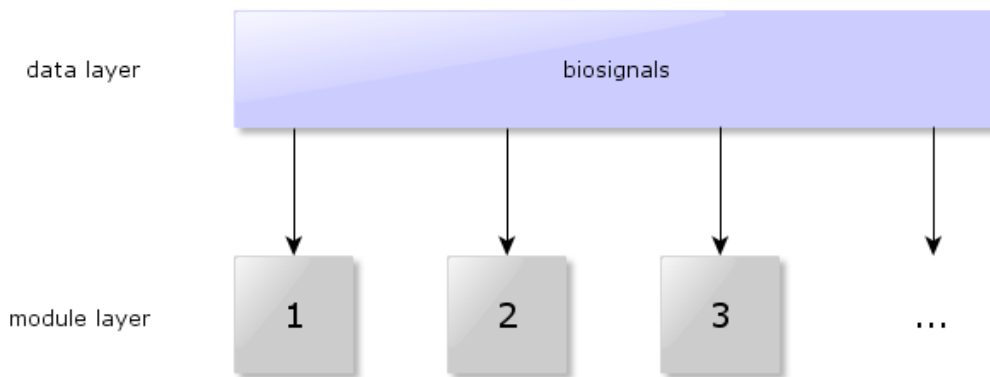 data layer
biosignals
module layer
1
2
3
...